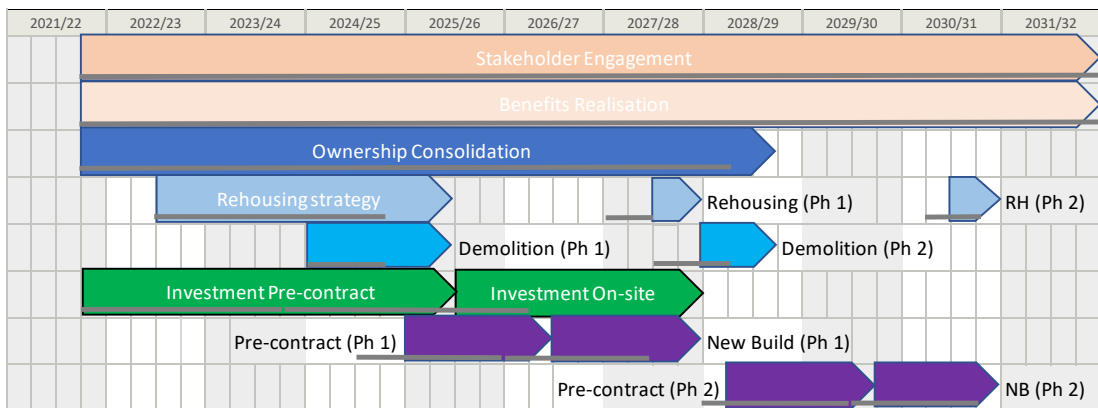 2021/22 2022/23 2023/24 2024/25 2025/26 2026/27 2027/28 2028/29 2029/30 2030/31 2031/32
Stakeholder Engagement
Benefits Realisation
Ownership Consolidation
Rehousing strategy Rehousing (Ph 1) RH (Ph 2)
Demolition (Ph 1) Demolition (Ph 2)
Investment Pre-contract Investment On-site
Pre-contract (Ph 1) New Build (Ph 1)
Pre-contract (Ph 2) NB (Ph 2)